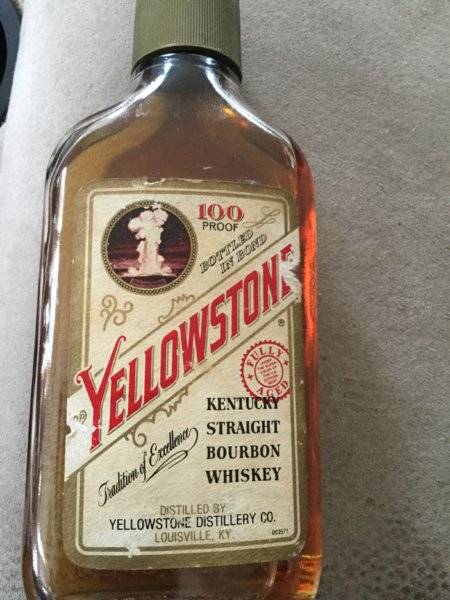 100
PROOF
BOTTLED
IN BOND
YELLOWSTONE
®
FULLY
AGED
KENTUCKY
STRAIGHT
BOURBON
WHISKEY
Tradition of Excellence
DISTILLED BY
YELLOWSTONE DISTILLERY CO.
LOUISVILLE, KY.